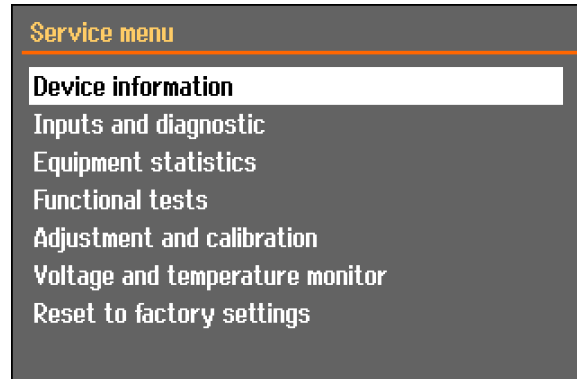 Service menu
Device information
Inputs and diagnostic
Equipment statistics
Functional tests
Adjustment and calibration
Voltage and temperature monitor
Reset to factory settings